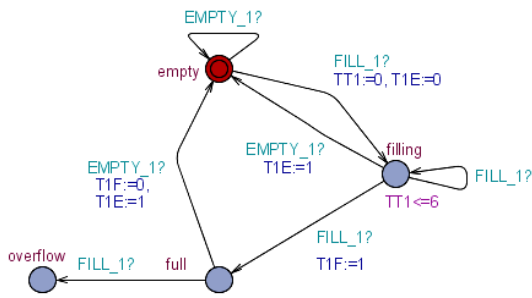 EMPTY_1?
empty
FILL_1?
TT1:=0, T1E:=0
filling
EMPTY_1?
T1E:=1
FILL_1?
TT1<=6
EMPTY_1?
T1F:=0,
T1E:=1
FILL_1?
T1F:=1
overflow
FILL_1?
full